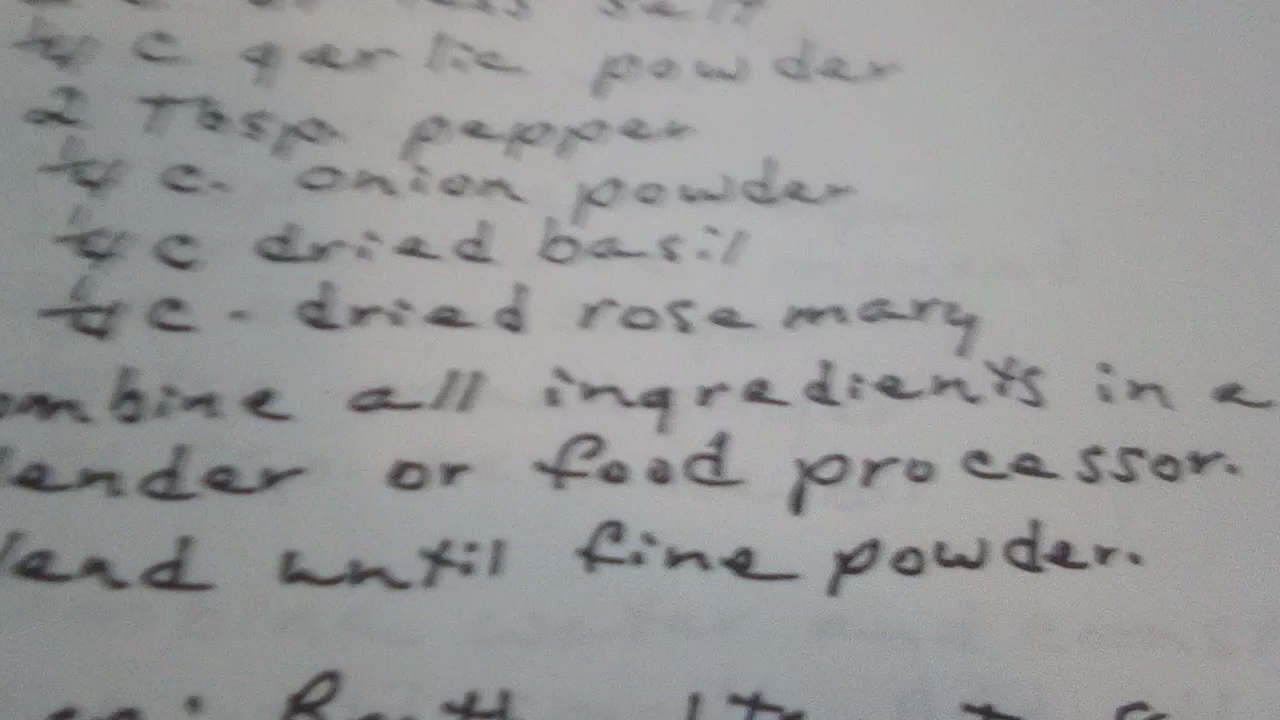 salt
1/4 c garlic powder
2 Tbsp pepper
1/4 c. onion powder
1/4 c dried basil
1/4 c. dried rosemary
ombine all ingredients in a
lender or food processor.
lend until fine powder.